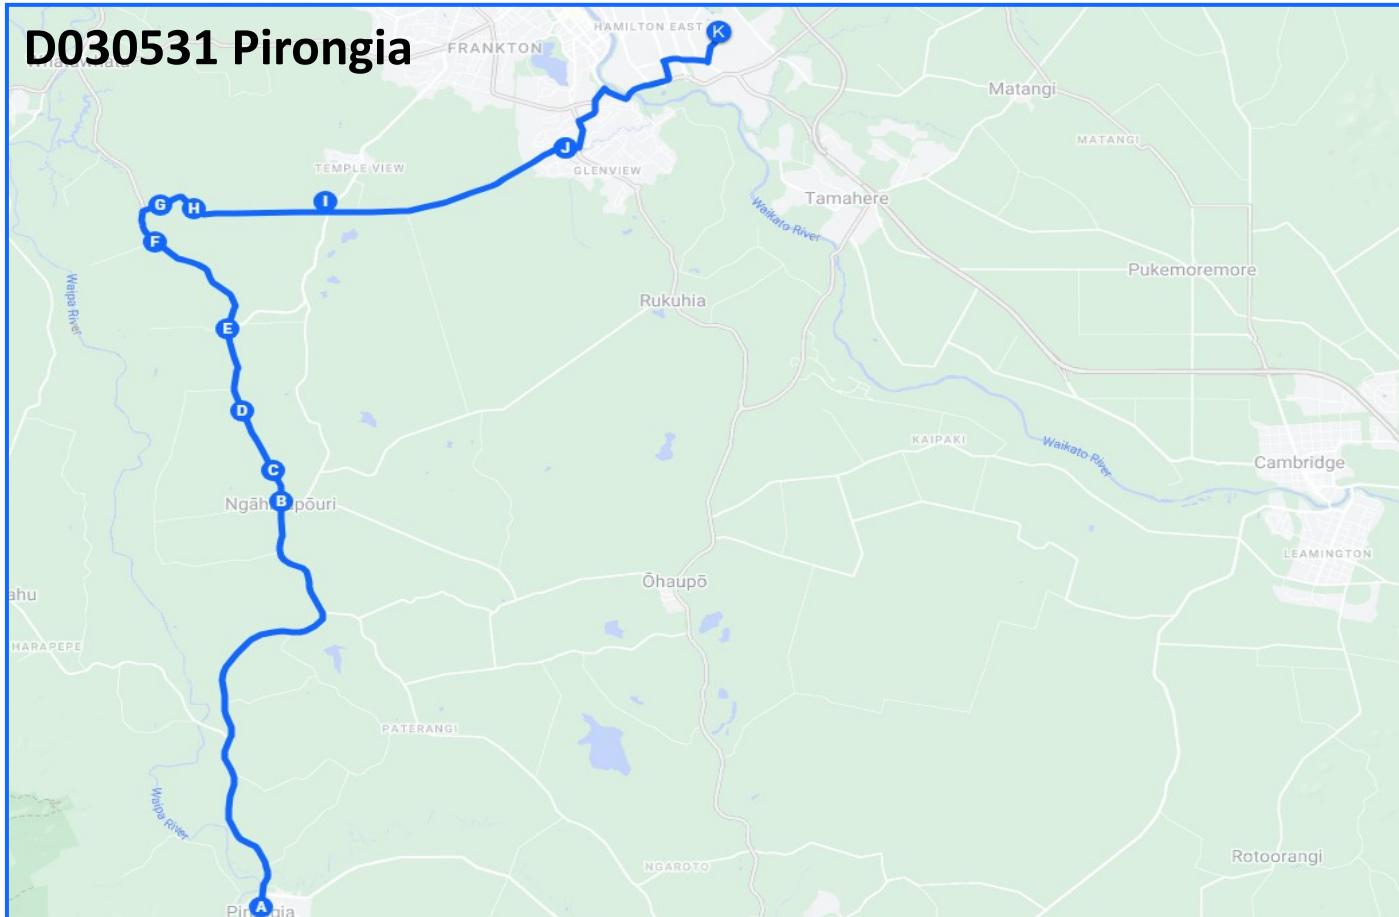 D030531 Pirongia
HAMILTON EAST
K
FRANKTON
Matangi
MATANGI
J
TEMPLE VIEW
GLENVIEW
Tamahere
G
H
I
Waikato River
F
Pukemoremore
Waipa River
Rukuhia
E
D
KAIPAKI
Waikato River
C
Cambridge
B
LEAMINGTON
Ōhaupō
ahu
HARAPEPE
PATERANGI
Waipa River
NGAROTO
Rotoorangi
A